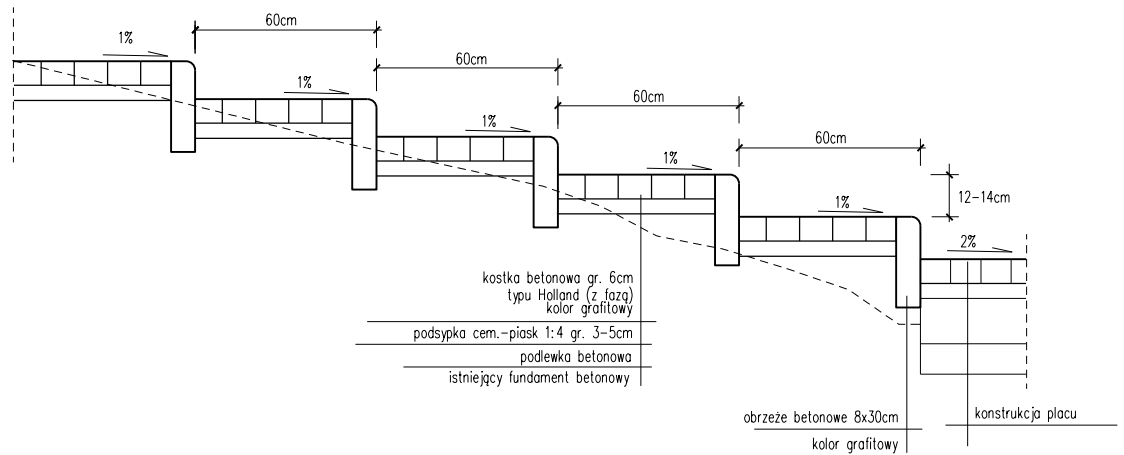 60cm
1%
60cm
1%
60cm
1%
60cm
1%
12-14cm
1%
2%
kostka betonowa gr. 6cm
typu Holland (z fazą)
kolor grafitowy
podsypka cem.-piask 1:4 gr. 3-5cm
podlewka betonowa
istniejący fundament betonowy
obrzeże betonowe 8x30cm
kolor grafitowy
konstrukcja placu